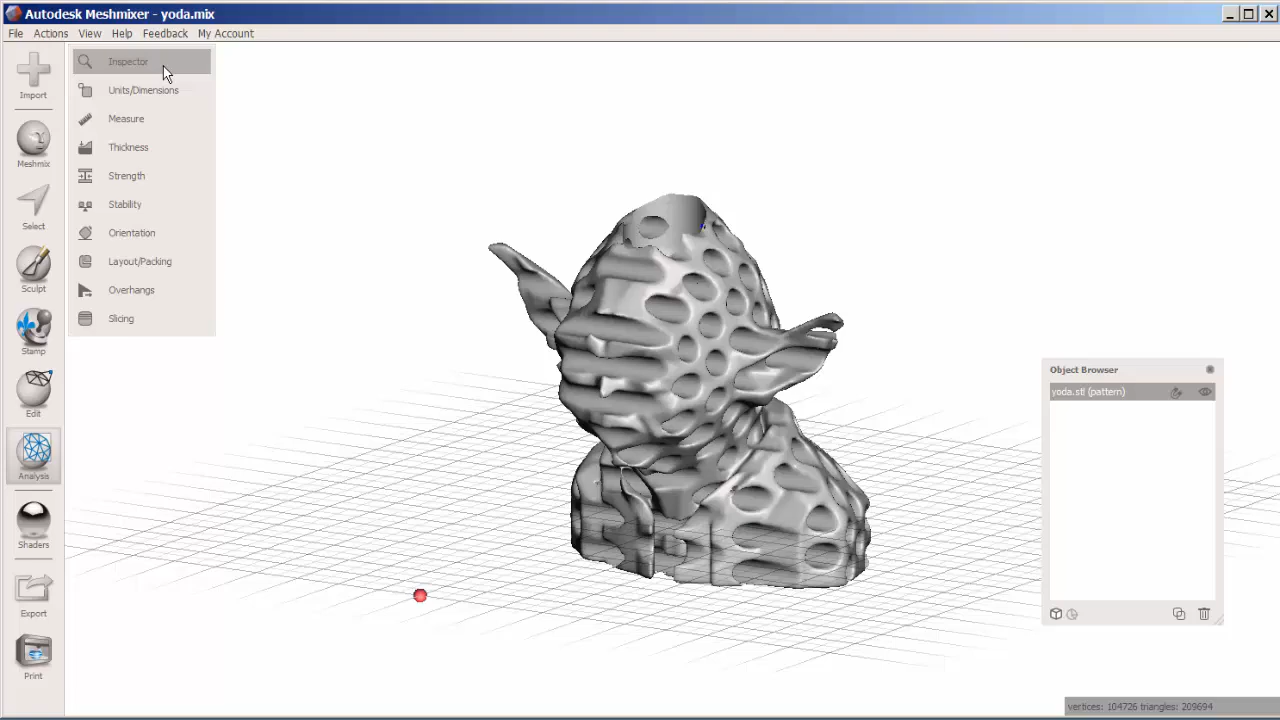 Autodesk Meshmixer - yoda.mix
File Actions View Help Feedback My Account
Import
Meshmix
Select
Sculpt
Stamp
Edit
Analysis
Shaders
Export
Print
Inspector
Units/Dimensions
Measure
Thickness
Strength
Stability
Orientation
Layout/Packing
Overhangs
Slicing
Object Browser
yoda.stl (pattern)
vertices: 104726 triangles: 209694